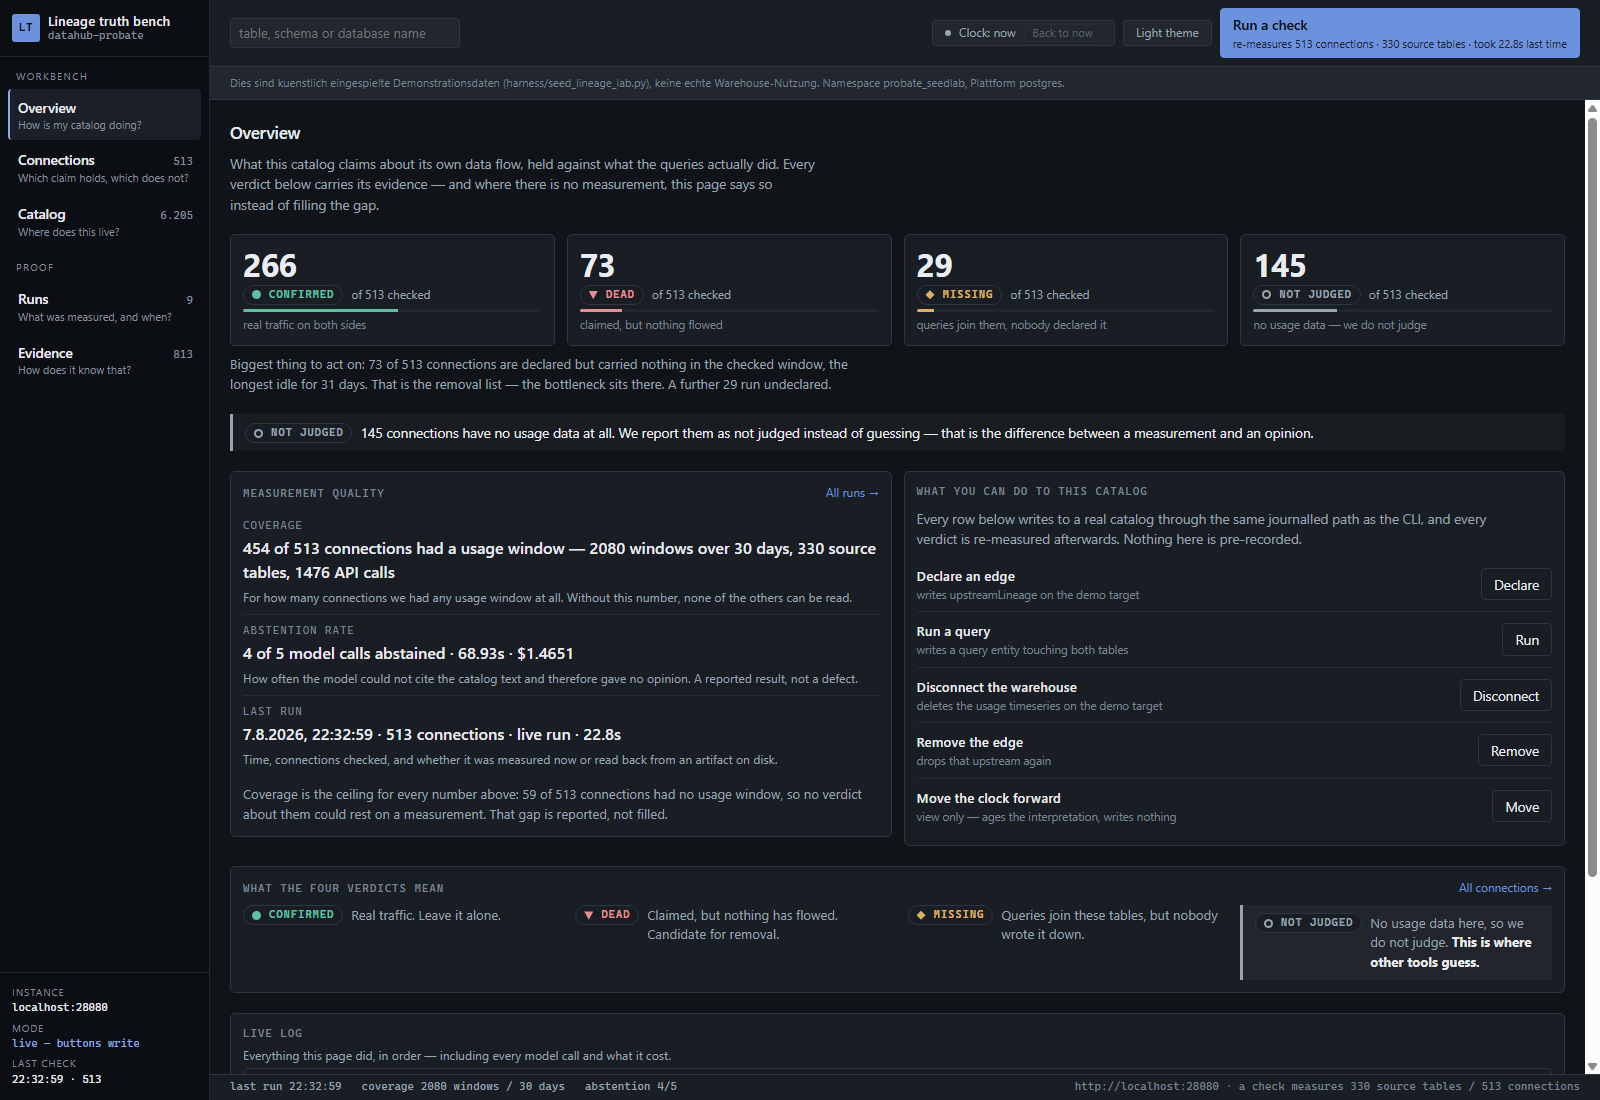 LT
Lineage truth bench
datahub-probate
WORKBENCH
Overview
How is my catalog doing?
Connections 513
Which claim holds, which does not?
Catalog 6.205
Where does this live?
PROOF
Runs 9
What was measured, and when?
Evidence 813
How does it know that?
INSTANCE
localhost:28080
MODE
live — buttons write
LAST CHECK
22:32:59 · 513
table, schema or database name
Clock: now Back to now
Light theme
Run a check
re-measures 513 connections · 330 source tables · took 22.8s last time
Dies sind kuenstlich eingespielte Demonstrationsdaten (harness/seed_lineage_lab.py), keine echte Warehouse-Nutzung. Namespace probate_seedlab, Plattform postgres.
Overview
What this catalog claims about its own data flow, held against what the queries actually did. Every
verdict below carries its evidence — and where there is no measurement, this page says so
instead of filling the gap.
266
CONFIRMED of 513 checked
real traffic on both sides
73
DEAD of 513 checked
claimed, but nothing flowed
29
MISSING of 513 checked
queries join them, nobody declared it
145
NOT JUDGED of 513 checked
no usage data — we do not judge
Biggest thing to act on: 73 of 513 connections are declared but carried nothing in the checked window, the
longest idle for 31 days. That is the removal list — the bottleneck sits there. A further 29 run undeclared.
NOT JUDGED 145 connections have no usage data at all. We report them as not judged instead of guessing — that is the difference between a measurement and an opinion.
MEASUREMENT QUALITY All runs →
COVERAGE
454 of 513 connections had a usage window — 2080 windows over 30 days, 330 source
tables, 1476 API calls
For how many connections we had any usage window at all. Without this number, none of the others can be read.
ABSTENTION RATE
4 of 5 model calls abstained · 68.93s · $1.4651
How often the model could not cite the catalog text and therefore gave no opinion. A reported result, not a defect.
LAST RUN
7.8.2026, 22:32:59 · 513 connections · live run · 22.8s
Time, connections checked, and whether it was measured now or read back from an artifact on disk.
Coverage is the ceiling for every number above: 59 of 513 connections had no usage window, so no verdict
about them could rest on a measurement. That gap is reported, not filled.
WHAT YOU CAN DO TO THIS CATALOG
Every row below writes to a real catalog through the same journalled path as the CLI, and every
verdict is re-measured afterwards. Nothing here is pre-recorded.
Declare an edge
writes upstreamLineage on the demo target
Declare
Run a query
writes a query entity touching both tables
Run
Disconnect the warehouse
deletes the usage timeseries on the demo target
Disconnect
Remove the edge
drops that upstream again
Remove
Move the clock forward
view only — ages the interpretation, writes nothing
Move
WHAT THE FOUR VERDICTS MEAN All connections →
CONFIRMED Real traffic. Leave it alone.
DEAD Claimed, but nothing has flowed.
Candidate for removal.
MISSING Queries join these tables, but nobody
wrote it down.
NOT JUDGED No usage data here, so we
do not judge. This is where
other tools guess.
LIVE LOG
Everything this page did, in order — including every model call and what it cost.
last run 22:32:59 coverage 2080 windows / 30 days abstention 4/5
http://localhost:28080 · a check measures 330 source tables / 513 connections